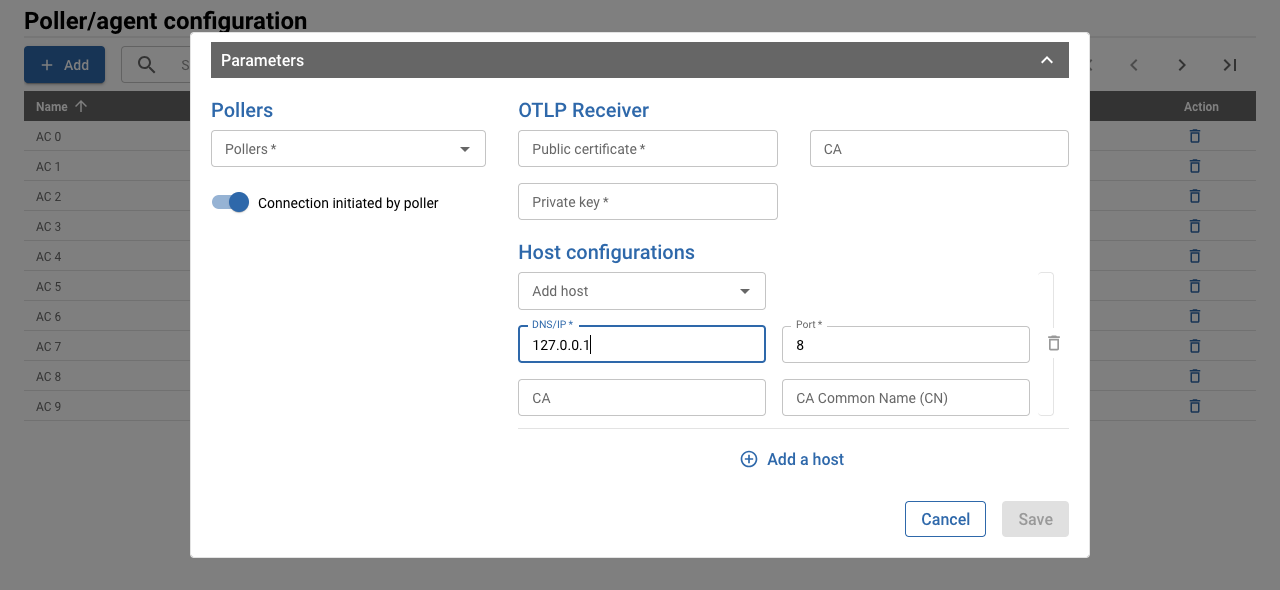 Poller/agent configuration
Add
S
Name
Action
AC 0
AC 1
AC 2
AC 3
AC 4
AC 5
AC 6
AC 7
AC 8
AC 9
Parameters
Pollers
Pollers *
Connection initiated by poller
OTLP Receiver
Public certificate *
CA
Private key *
Host configurations
Add host
DNS/IP *
127.0.0.1
Port *
8
CA
CA Common Name (CN)
Add a host
Cancel
Save